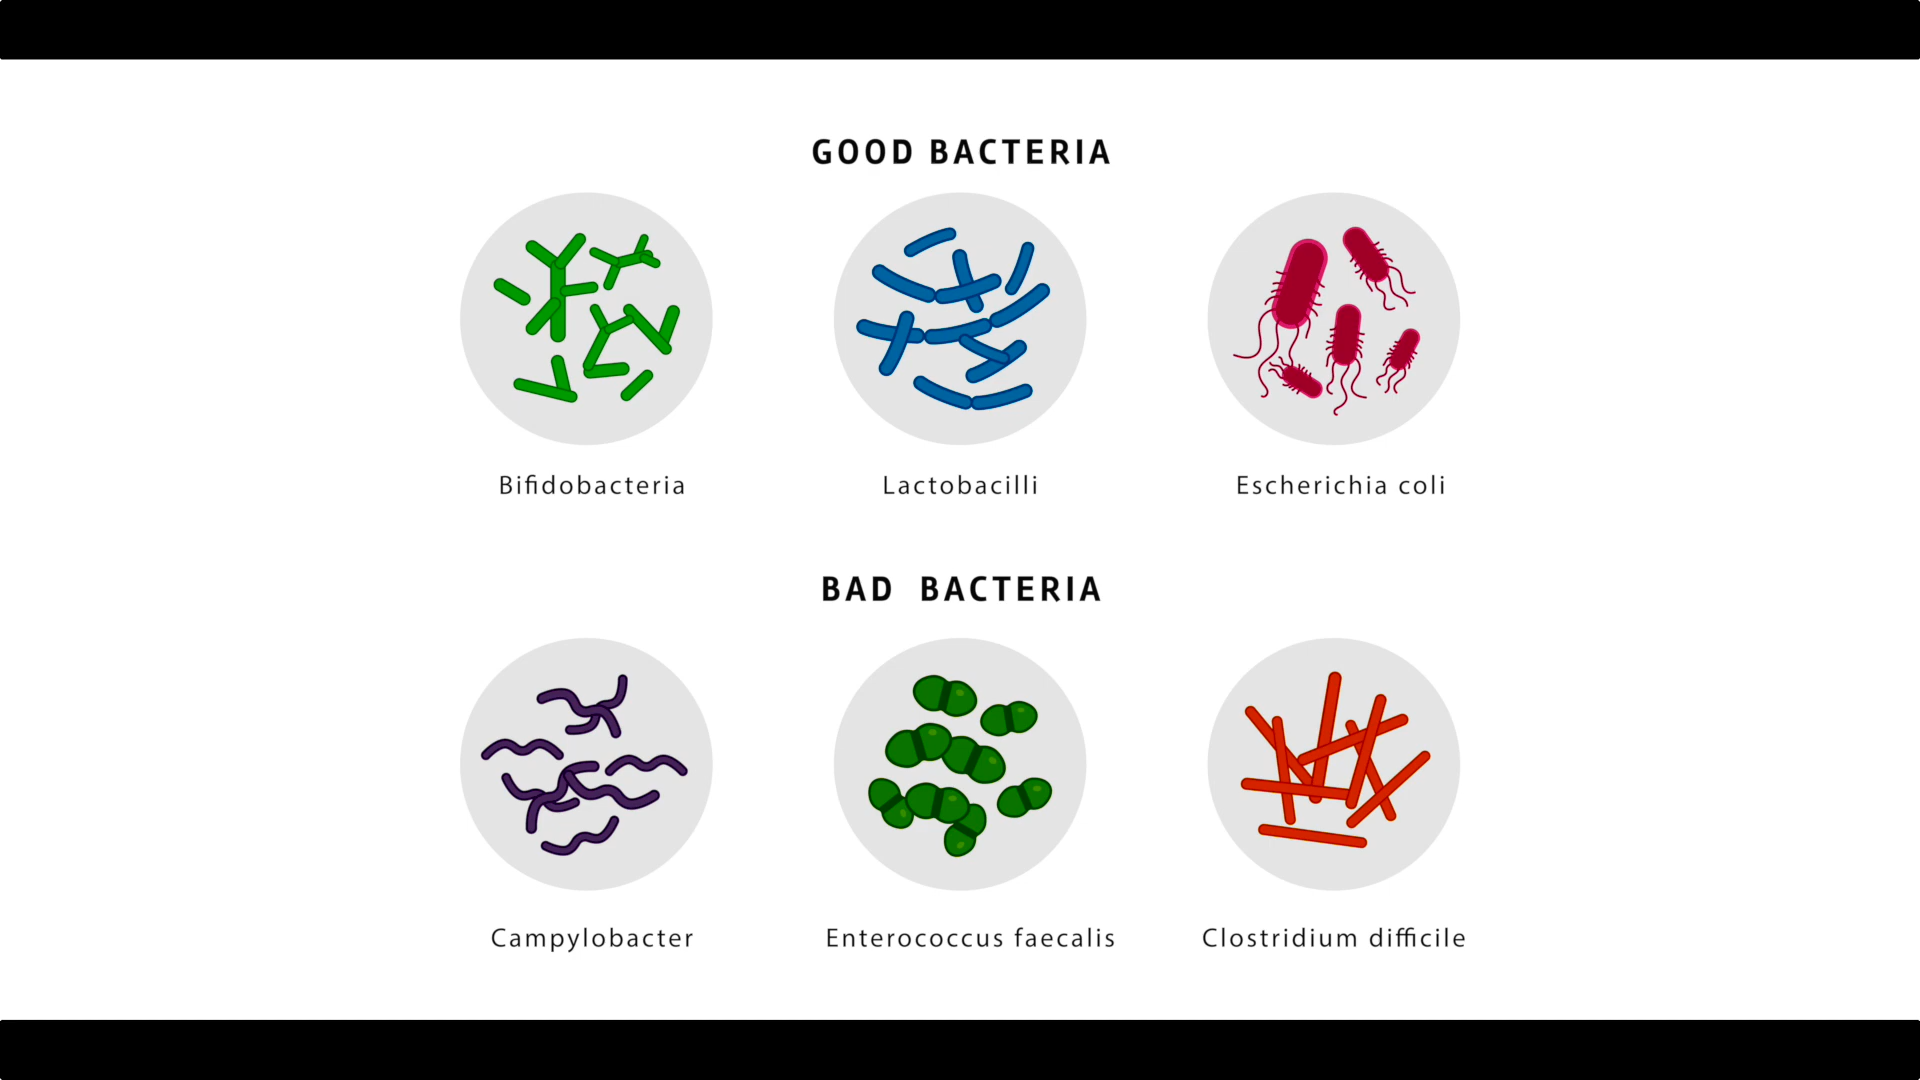 GOOD BACTERIA
Bifidobacteria
Lactobacilli
Escherichia coli
BAD BACTERIA
Campylobacter
Enterococcus faecalis
Clostridium difficile